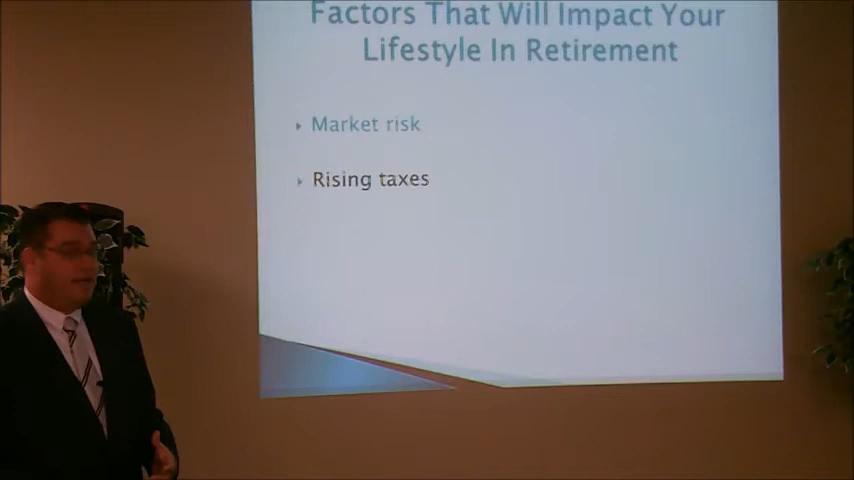 Factors That Will Impact Your
Lifestyle In Retirement
Market risk
Rising taxes